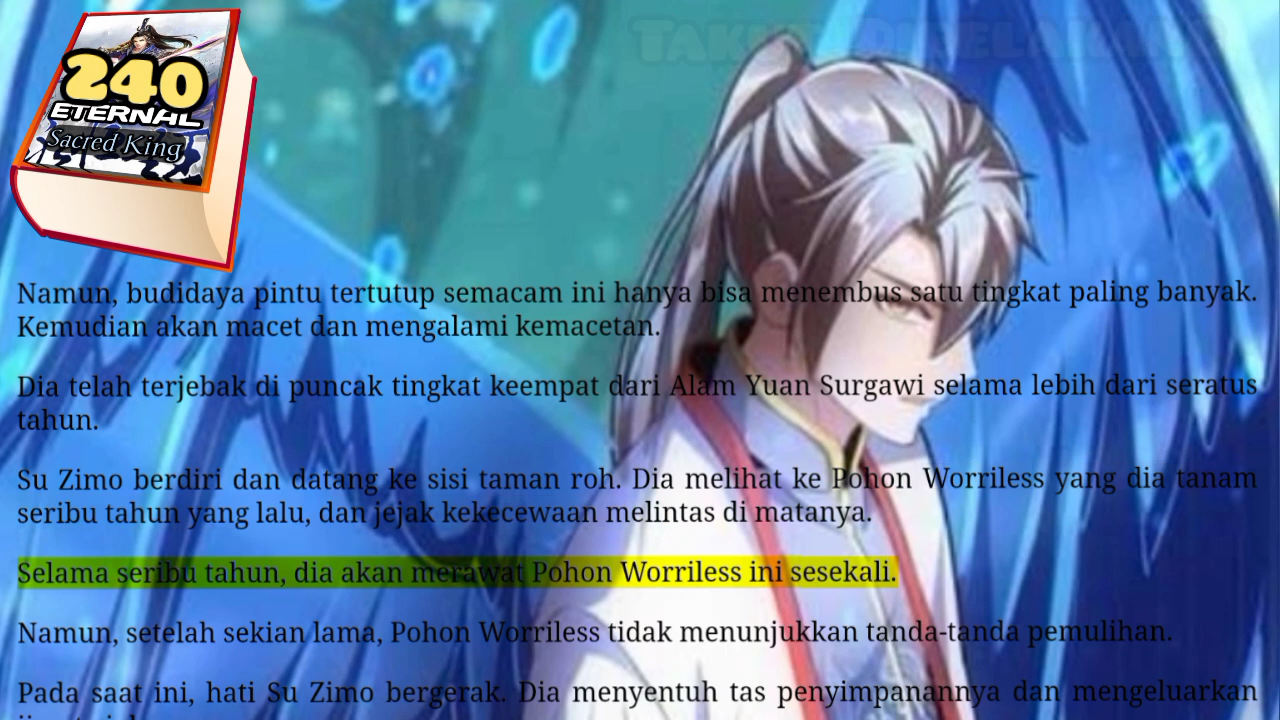 240
ETERNAL
Sacred King
Namun, budidaya pintu tertutup semacam ini hanya bisa menembus satu tingkat paling banyak.
Kemudian akan macet dan mengalami kemacetan.
Dia telah terjebak di puncak tingkat keempat dari Alam Yuan Surgawi selama lebih dari seratus
tahun.
Su Zimo berdiri dan datang ke sisi taman roh. Dia melihat ke Pohon Worriless yang dia tanam
seribu tahun yang lalu, dan jejak kekecewaan melintas di matanya.
Selama seribu tahun, dia akan merawat Pohon Worriless ini sesekali.
Namun, setelah sekian lama, Pohon Worriless tidak menunjukkan tanda-tanda pemulihan.
Pada saat ini, hati Su Zimo bergerak. Dia menyentuh tas penyimpanannya dan mengeluarkan